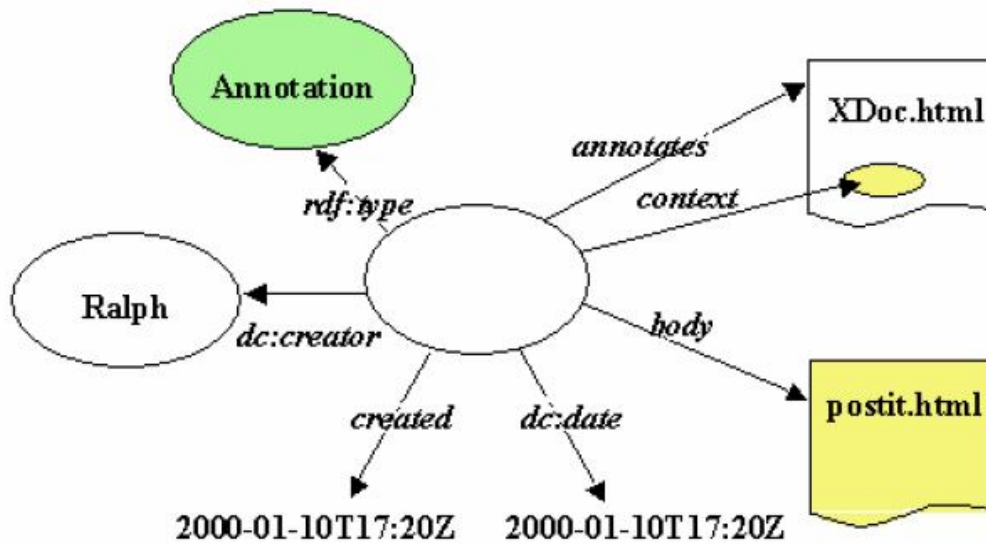 Annotation
XDoc.html
annotates
context
rdf:type
Ralph
dc:creator
body
postit.html
created
dc:date
2000-01-10T17:20Z
2000-01-10T17:20Z